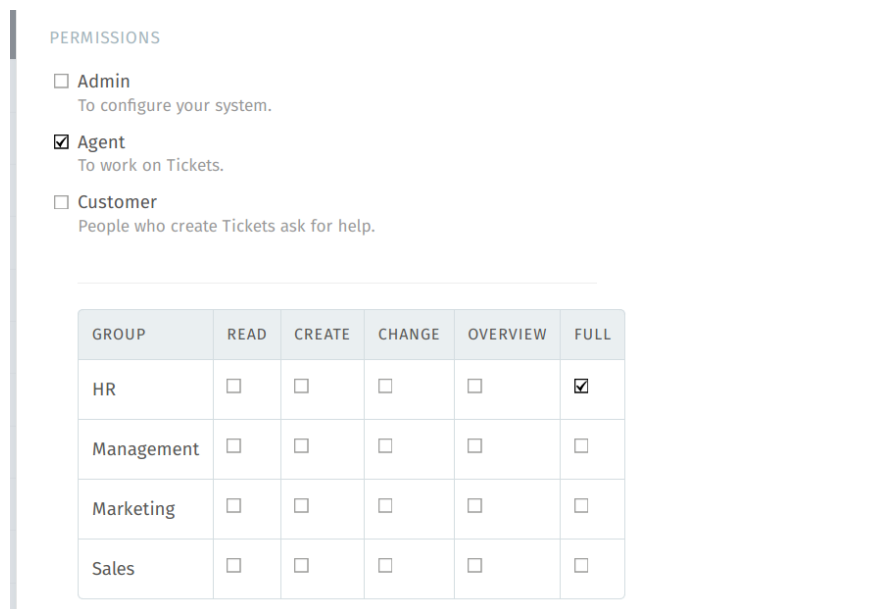 PERMISSIONS
Admin
To configure your system.
Agent
To work on Tickets.
Customer
People who create Tickets ask for help.
GROUP READ CREATE CHANGE OVERVIEW FULL
HR
Management
Marketing
Sales